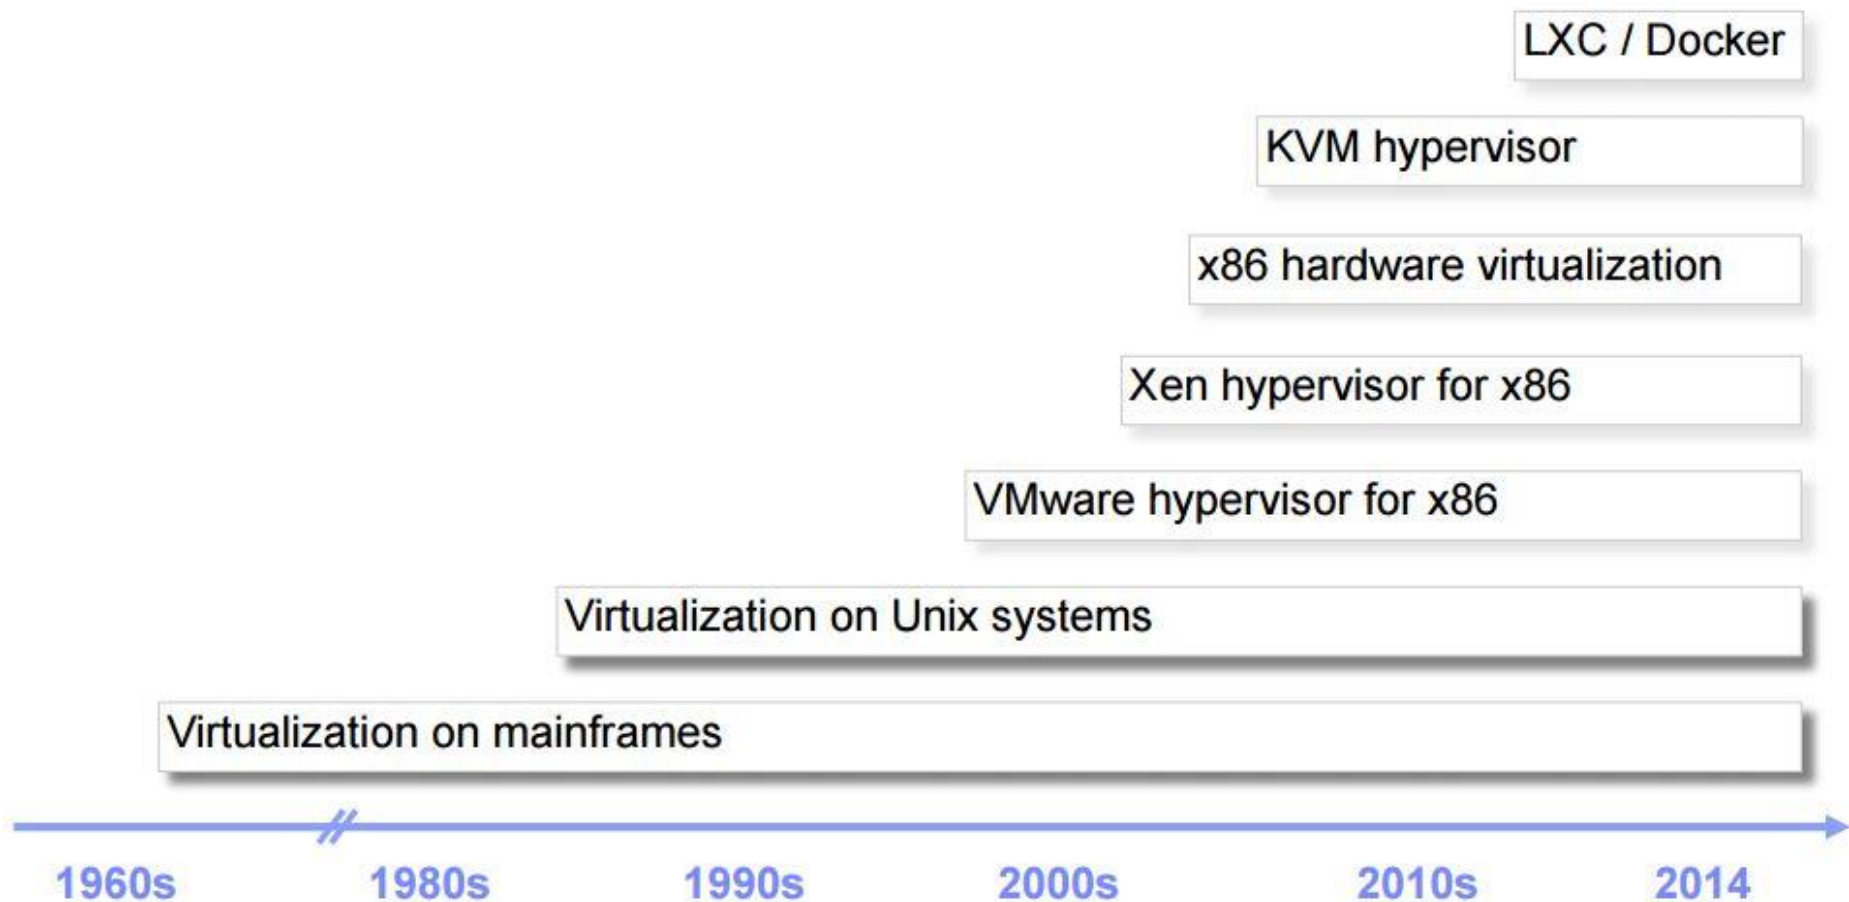 LXC / Docker
KVM hypervisor
x86 hardware virtualization
Xen hypervisor for x86
VMware hypervisor for x86
Virtualization on Unix systems
Virtualization on mainframes
1960s 1980s 1990s 2000s 2010s 2014